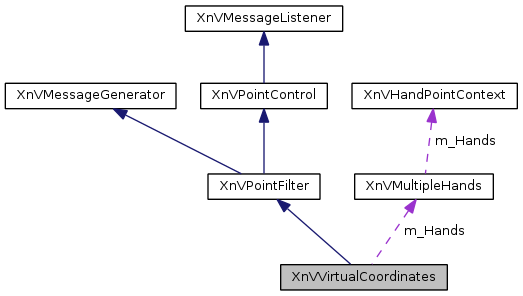 XnVMessageListener
XnVMessageGenerator
XnVPointControl
XnVHandPointContext
m_Hands
XnVPointFilter
XnVMultipleHands
m_Hands
XnVVirtualCoordinates